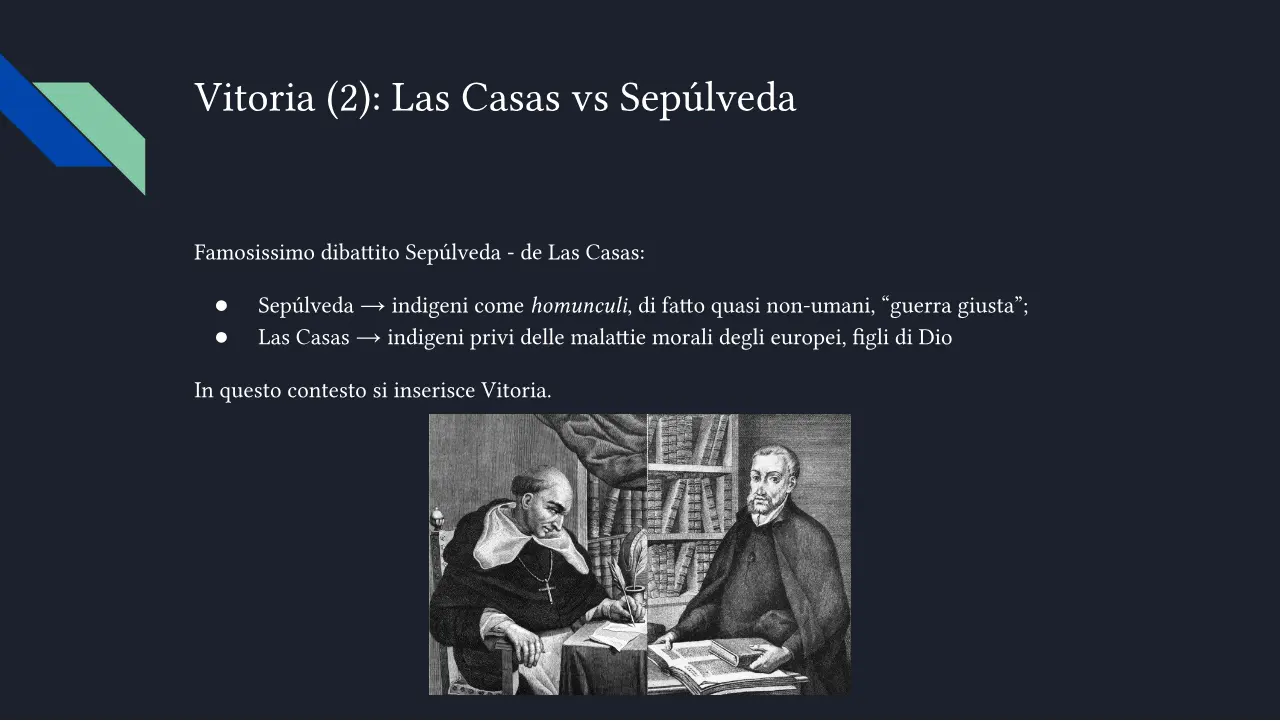 Vitoria (2): Las Casas vs Sepúlveda
Famosissimo dibattito Sepúlveda - de Las Casas:
● Sepúlveda → indigeni come homunculi, di fatto quasi non-umani, “guerra giusta”;
● Las Casas → indigeni privi delle malattie morali degli europei, figli di Dio
In questo contesto si inserisce Vitoria.